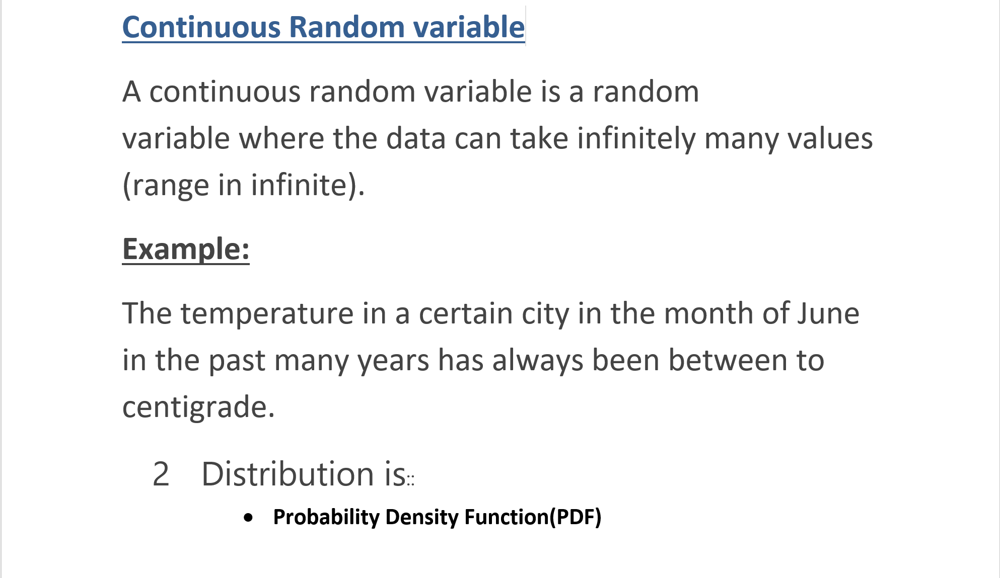 Continuous Random variable
A continuous random variable is a random
variable where the data can take infinitely many values
(range in infinite).
Example:
The temperature in a certain city in the month of June
in the past many years has always been between to
centigrade.
2 Distribution is::
• Probability Density Function(PDF)